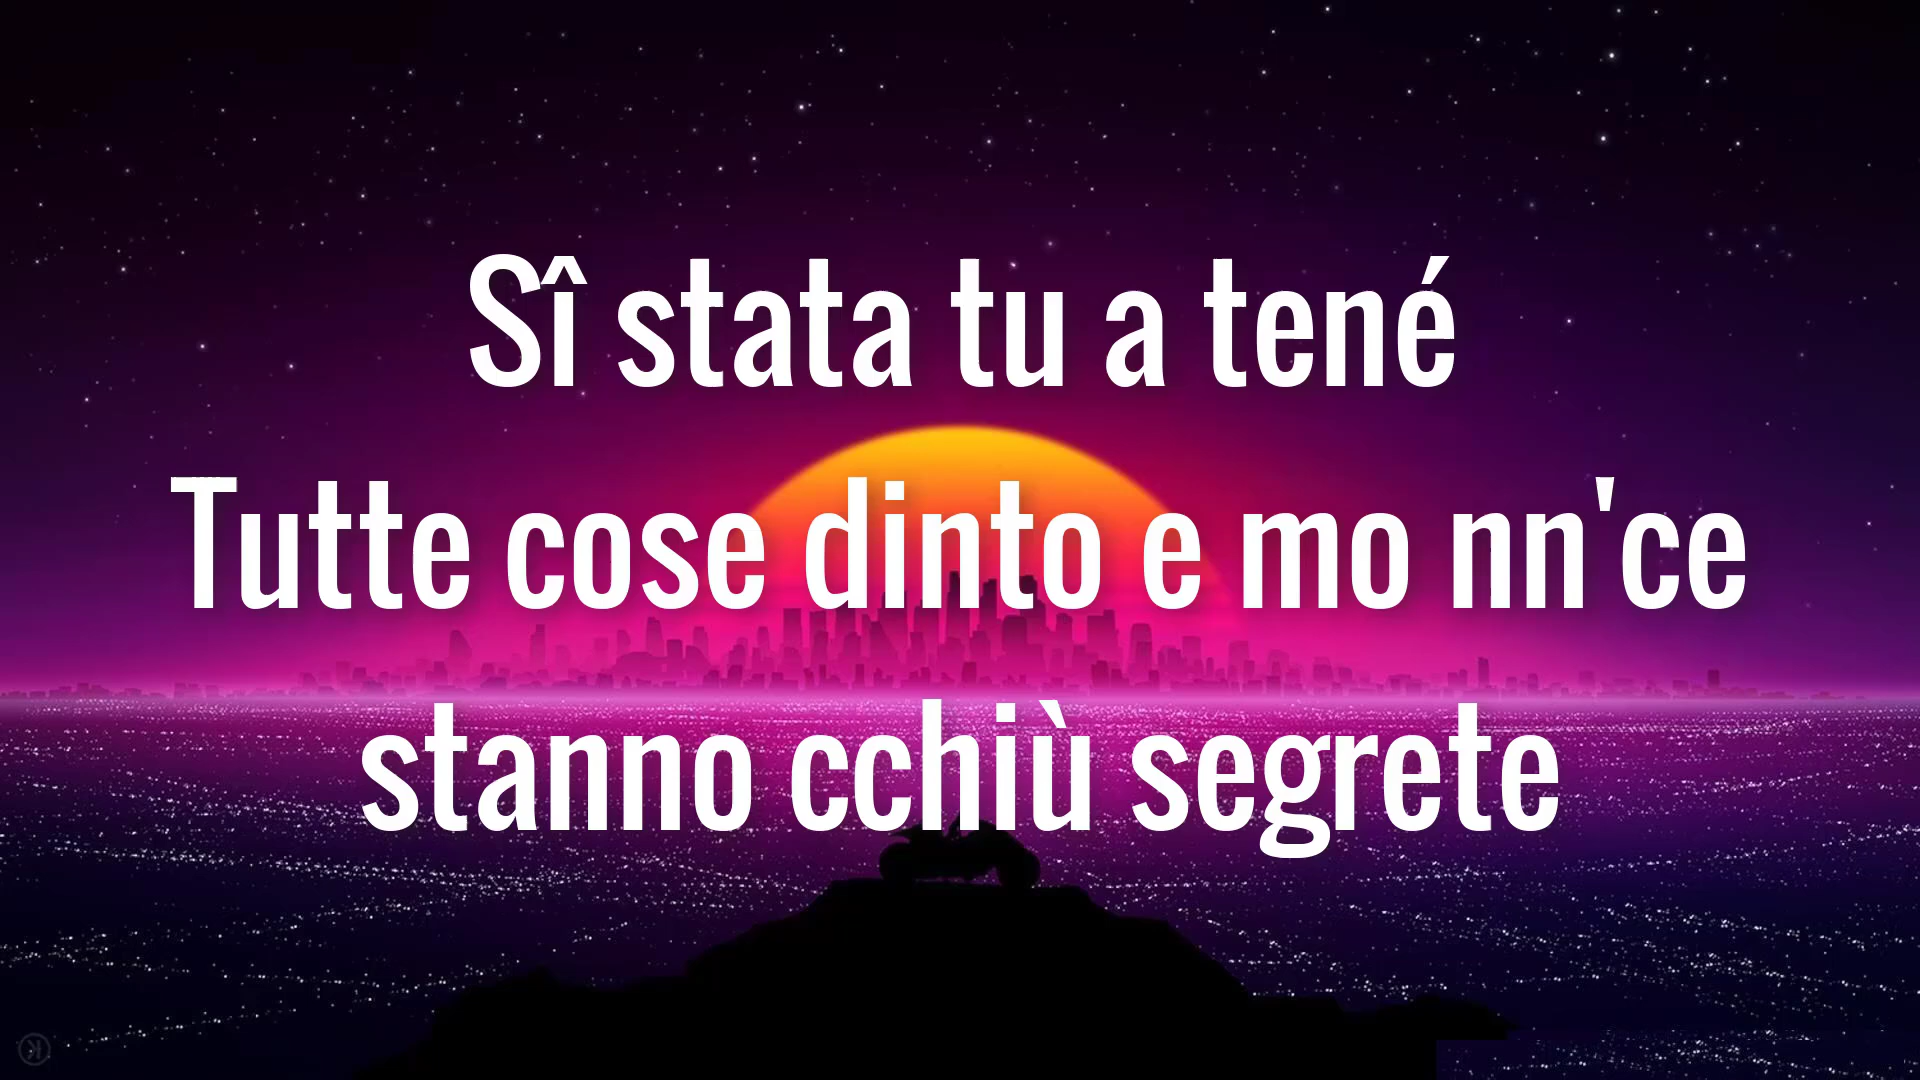 Sî stata tu a tené
Tutte cose dinto e mo nn'ce
stanno cchiù segrete